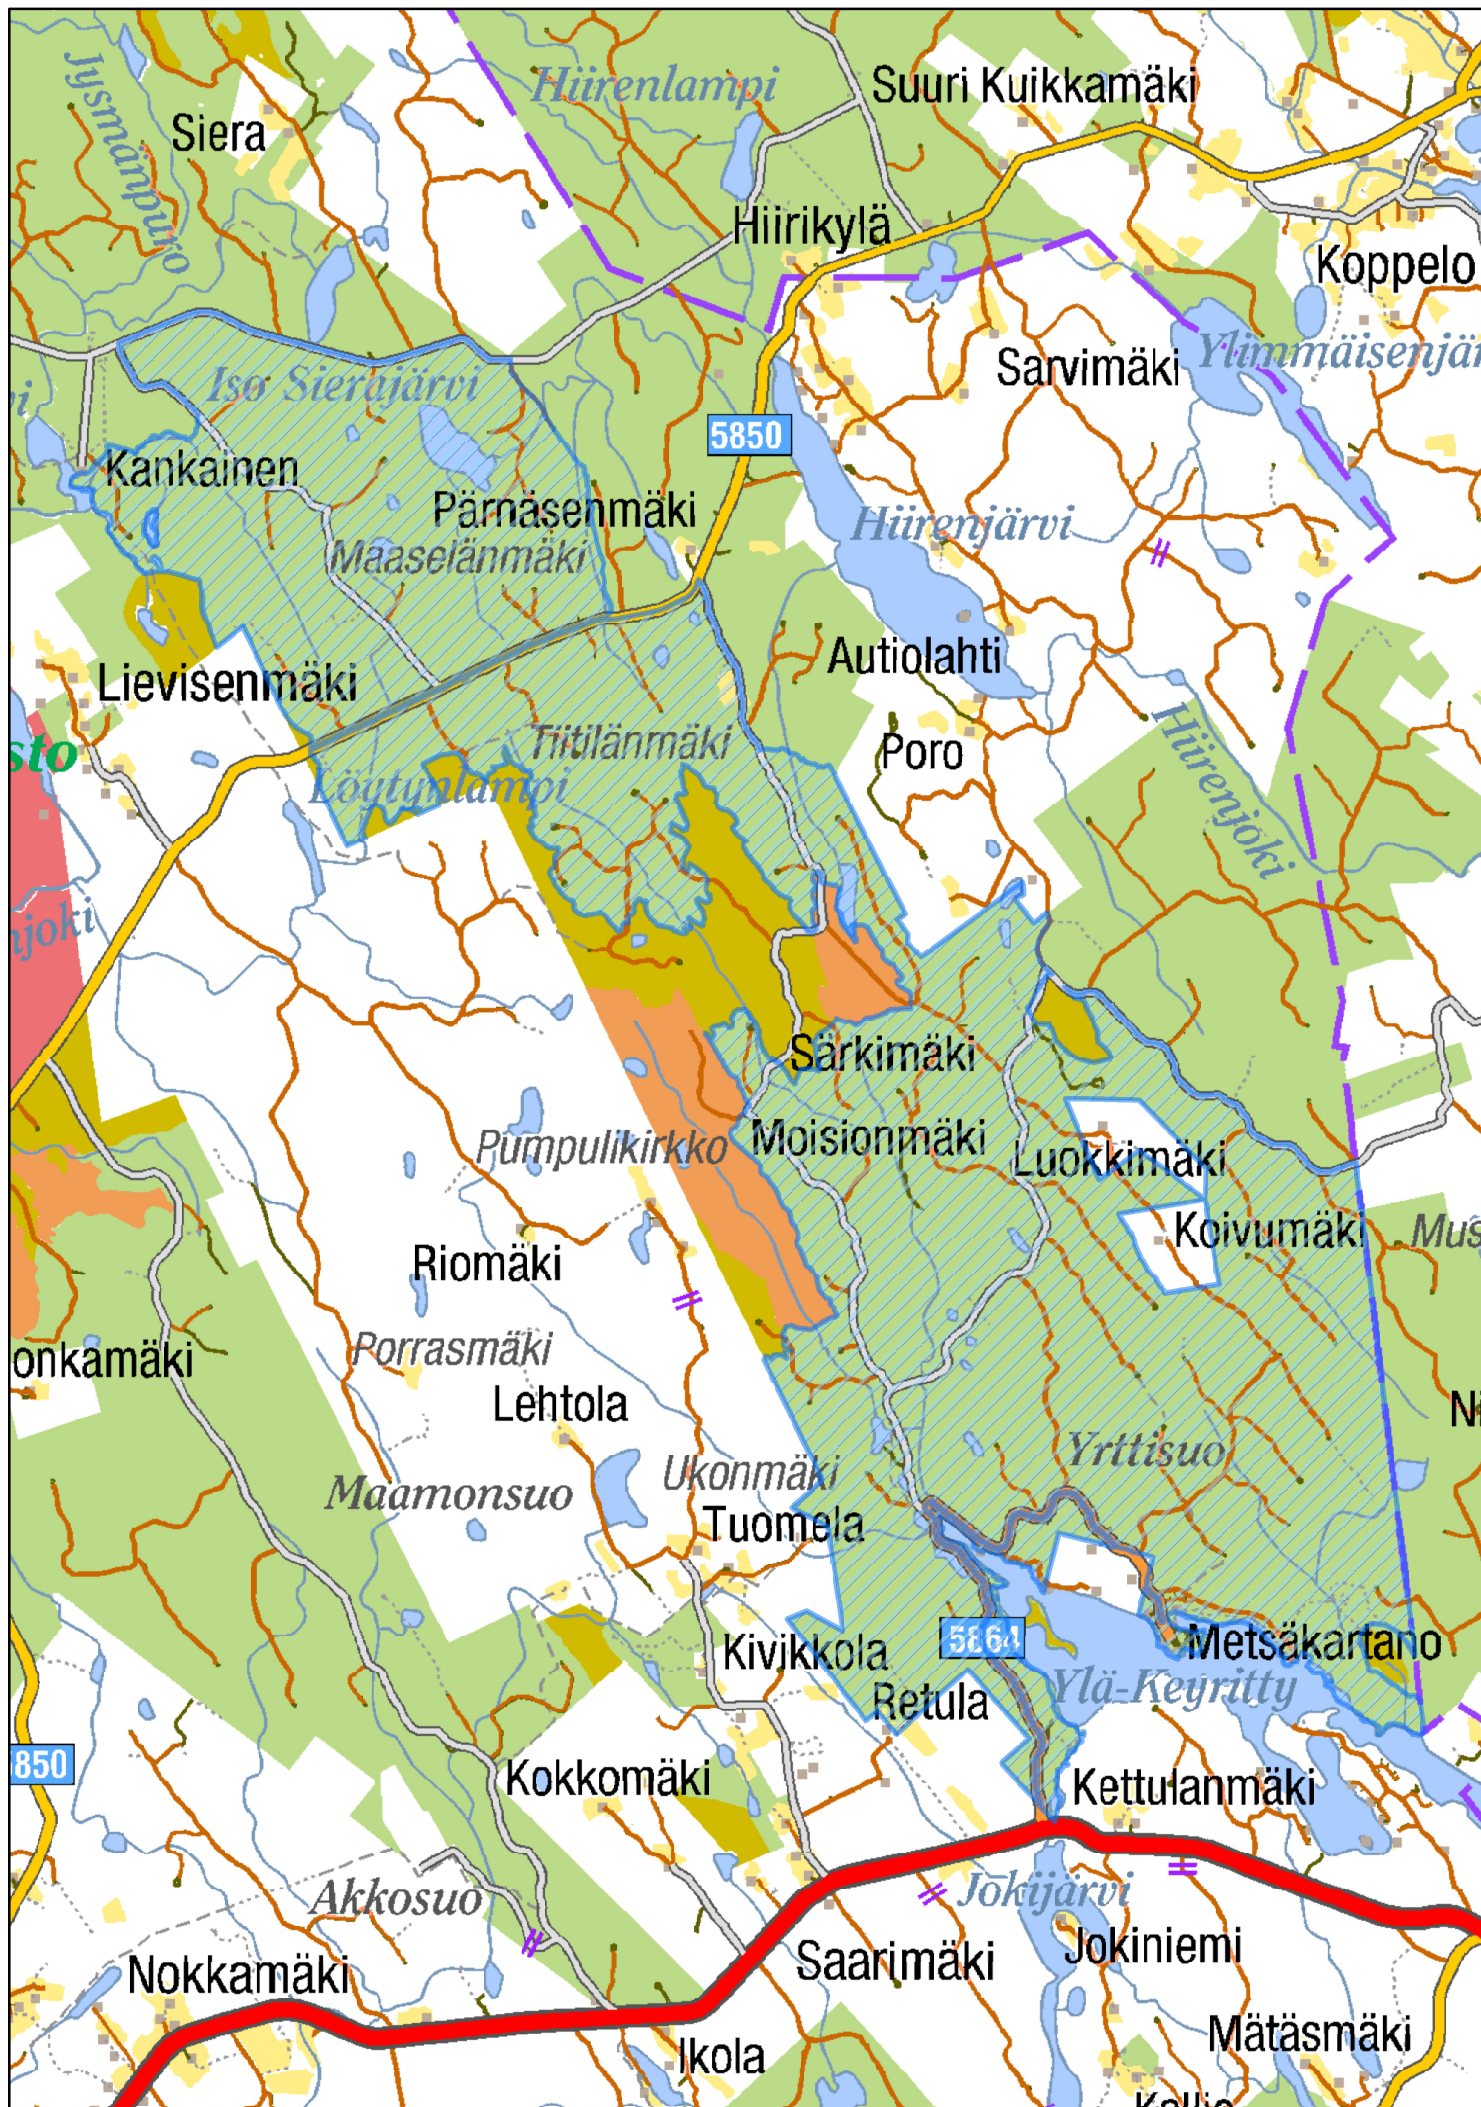 Jysmänpuro
Hiirenlampi
Suuri Kuikkamäki
Siera
Hiirikylä
Koppelo
Ylimmäisenjär
Sarvimäki
Iso Sierajärvi
vi
5850
Kankainen
Pärnäsenmäki
Hiirenjärvi
Maaselänmäki
Autiolahti
Lievisenmäki
sto
Tiitilänmäki
Poro
Hiirenjoki
Löytynlampi
njoki
Särkimäki
Pumpulikirkko
Moisionmäki
Luokkimäki
Koivumäki
Mus
Riomäki
Porrasmäki
onkamäki
Lehtola
Ni
Yrttisuo
Ukonmäki
Maamonsuo
Tuomela
Kivikkola
5864
Metsäkartano
Ylä-Keyritty
Retula
850
Kokkomäki
Kettulanmäki
Akkosuo
Jokijärvi
Jokiniemi
Saarimäki
Nokkamäki
Mätäsmäki
Ikola